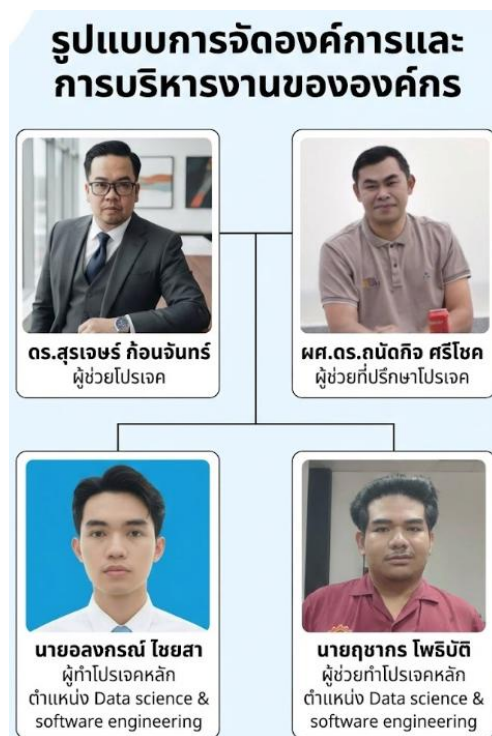 รูปแบบการจัดองค์การและ
การบริหารงานขององค์กร
ดร.สุรเจษร์ ก้อนจันทร์
ผู้ช่วยโปรเจค
ผศ.ดร.ถนัดกิจ ศรีโชค
ผู้ช่วยที่ปรึกษาโปรเจค
นายอลงกรณ์ ไชยสา
ผู้ทำโปรเจคหลัก
ตำแหน่ง Data science &
software engineering
นายฤชากร โพธิบัติ
ผู้ช่วยทำโปรเจคหลัก
ตำแหน่ง Data science &
software engineering